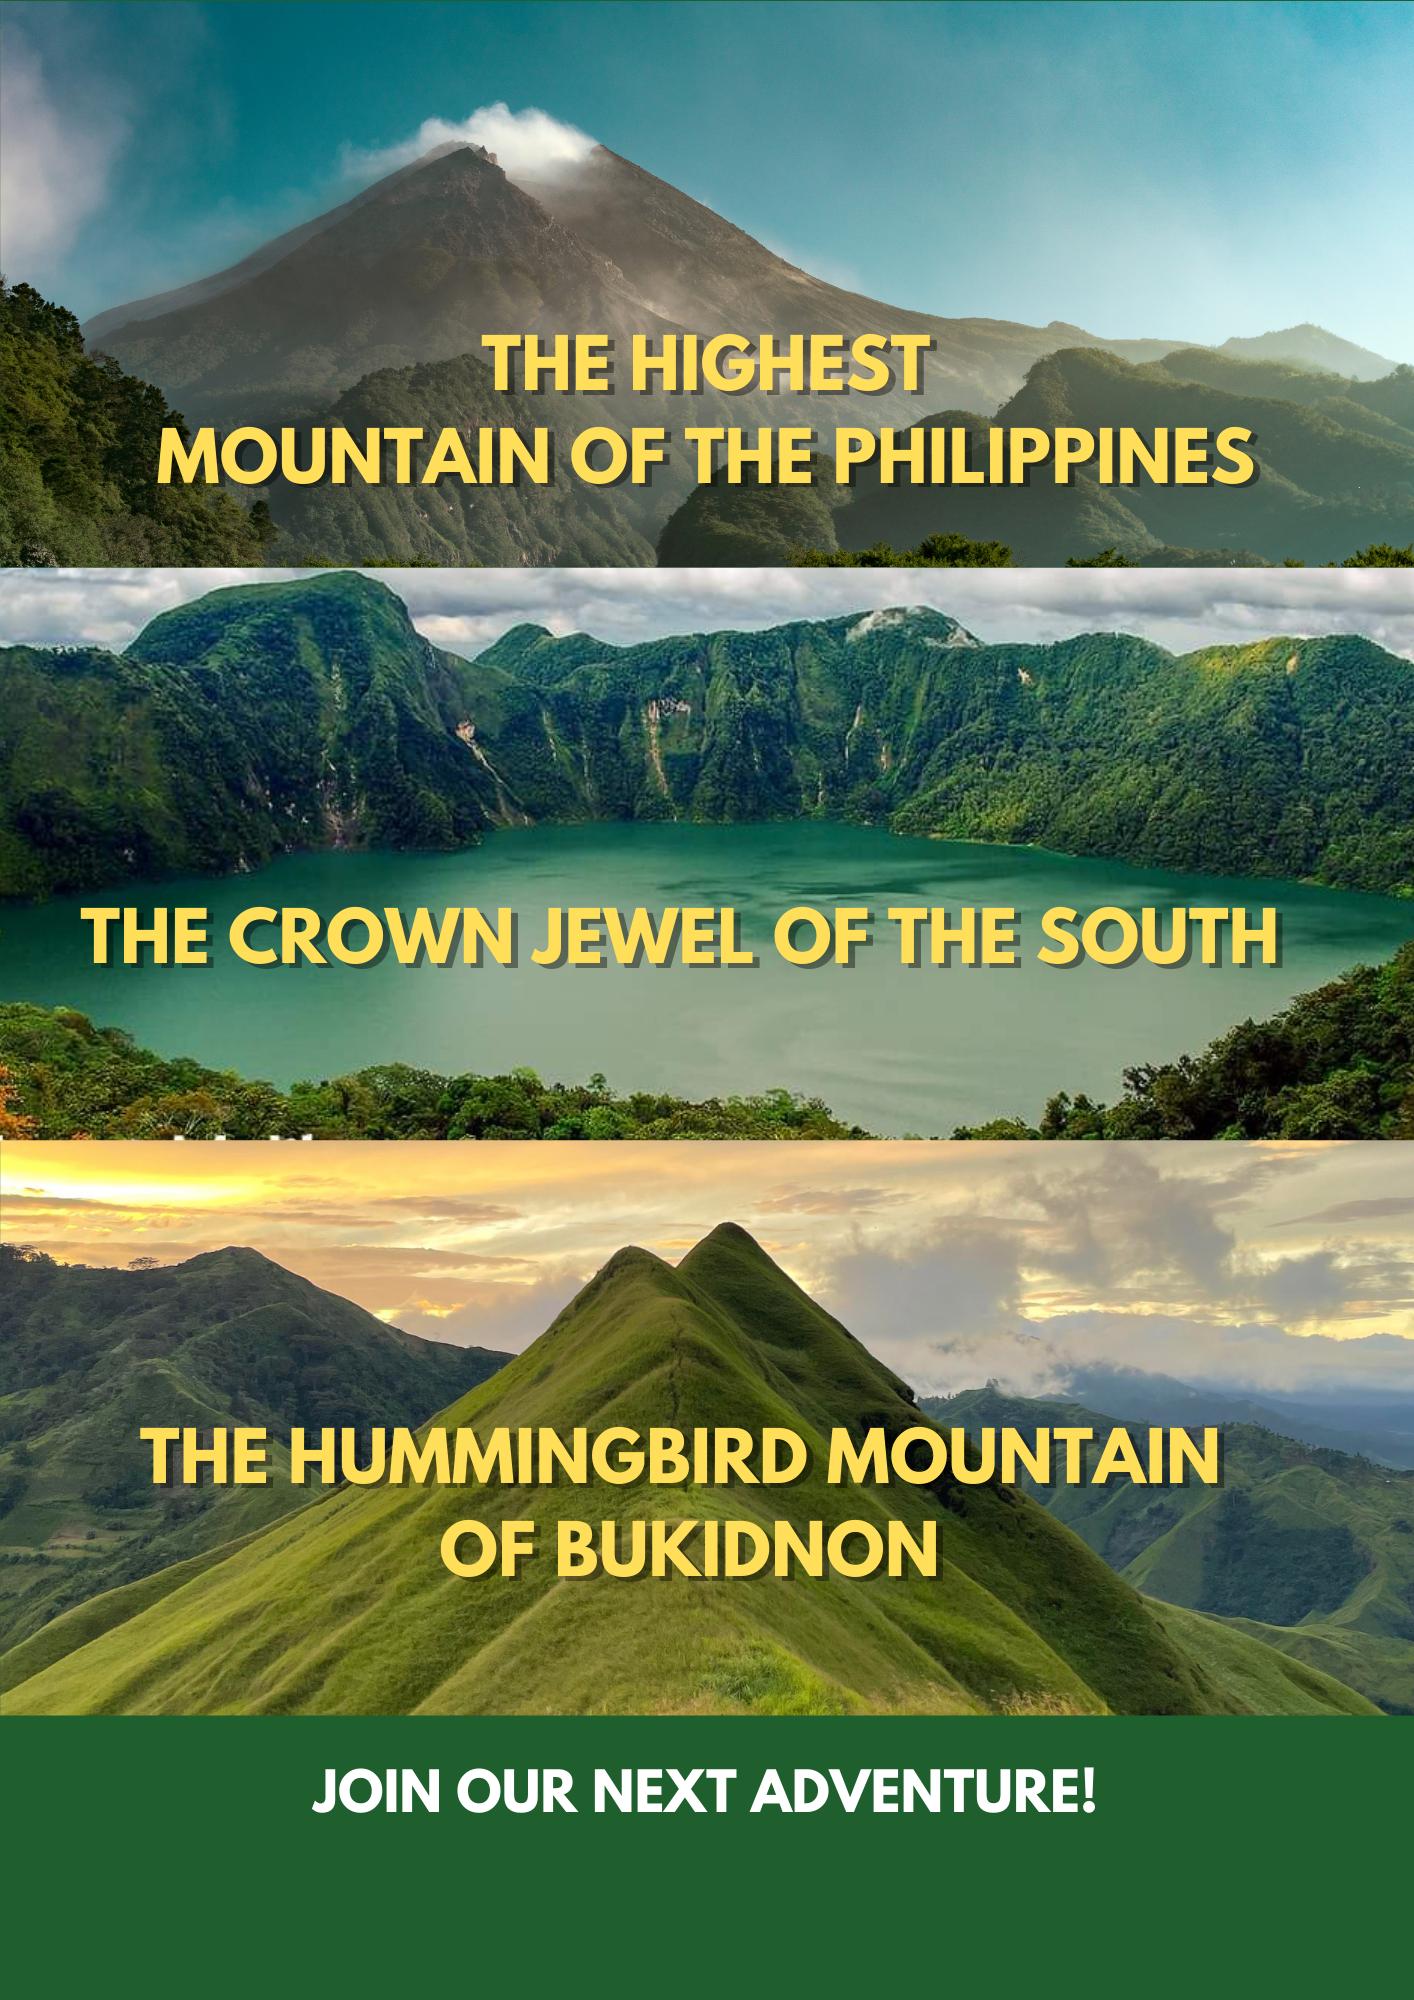 THE HIGHEST
MOUNTAIN OF THE PHILIPPINES
THE CROWN JEWEL OF THE SOUTH
THE HUMMINGBIRD MOUNTAIN
OF BUKIDNON
JOIN OUR NEXT ADVENTURE!